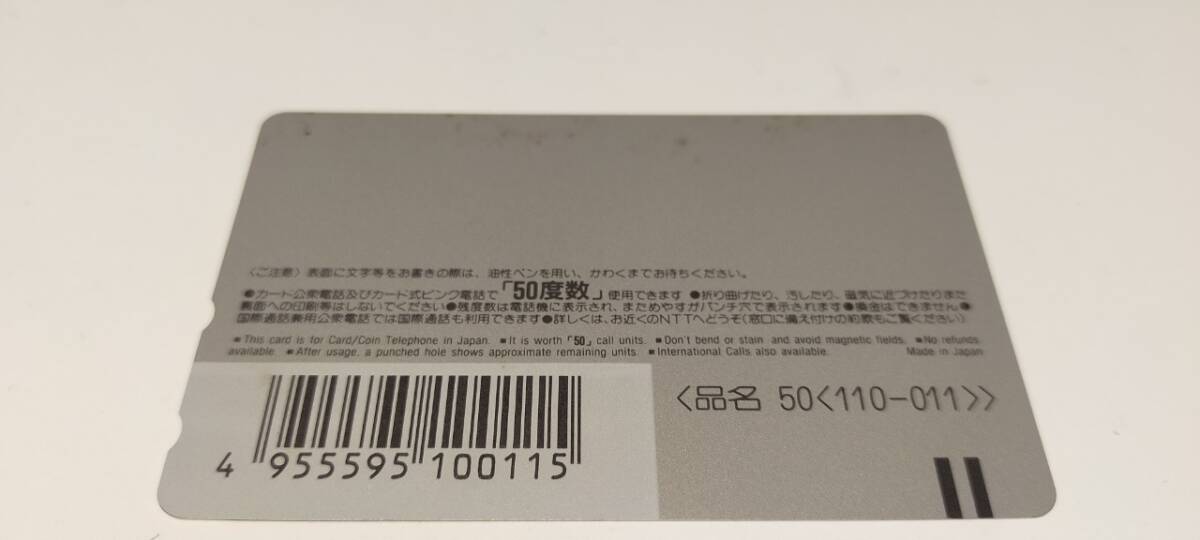 〈ご注意〉表面に文字等をお書きの際は、油性ペンを用い、かわくまでお待ちください。
●カード公衆電話及びカード式ピンク電話で「50度数」使用できます ●折り曲げたり、汚したり、磁気に近づけたりまた
裏面への印刷等はしないでください●残度数は電話機に表示され、まためやすがパンチ穴で表示されます●換金はできません●
国際通話兼用公衆電話では国際通話も利用できます●詳しくは、お近くのNTTへどうぞ(窓口に備え付けの約款もご覧ください)
■This card is for Card/Coin Telephone in Japan. ■It is worth「50」call units. ■Don't bend or stain and avoid magnetic fields. ■No refunds
available. ■After usage, a punched hole shows approximate remaining units. ■International Calls also available. Made in Japan
〈品名 50〈110-011〉〉
4 955595 100115